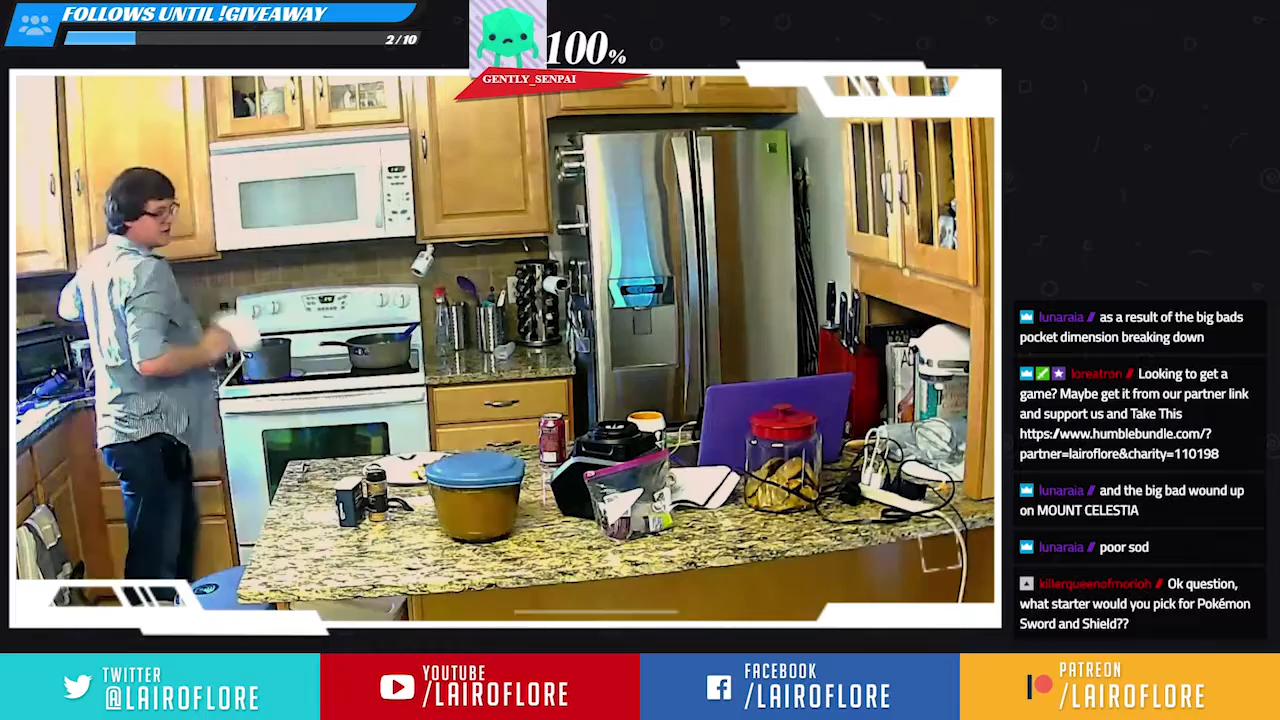 FOLLOWS UNTIL !GIVEAWAY
2/10
100%
GENTLY_SENPAI
lunaraia // as a result of the big bads
pocket dimension breaking down
loreatron // Looking to get a
game? Maybe get it from our partner link
and support us and Take This
https://www.humblebundle.com/?
partner=lairoflore&charity=110198
lunaraia // and the big bad wound up
on MOUNT CELESTIA
lunaraia // poor sod
killerqueenofmorioh // Ok question,
what starter would you pick for Pokémon
Sword and Shield??
TWITTER
@LAIROFLORE
YOUTUBE
/LAIROFLORE
FACEBOOK
/LAIROFLORE
PATREON
/LAIROFLORE